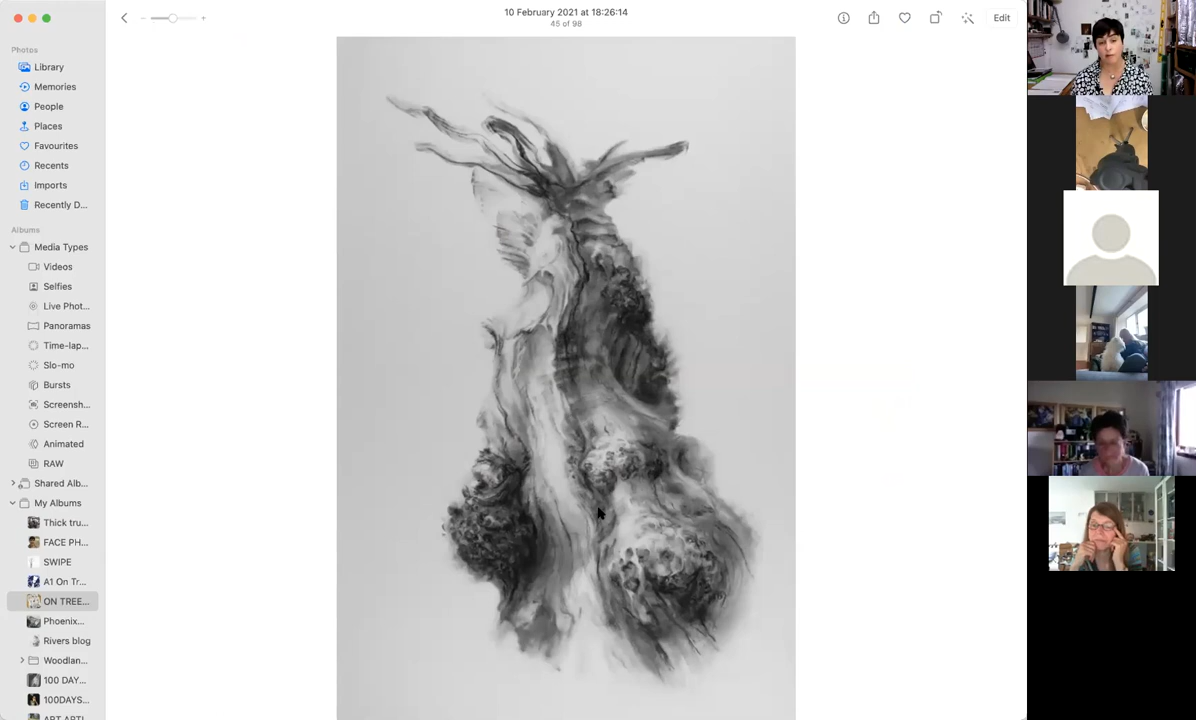 10 February 2021 at 18:26:14
45 of 98
Edit
Photos
Library
Memories
People
Places
Favourites
Recents
Imports
Recently D...
Albums
Media Types
Videos
Selfies
Live Phot...
Panoramas
Time-lap...
Slo-mo
Bursts
Screensh...
Screen R...
Animated
RAW
Shared Alb...
My Albums
Thick tru...
FACE PH...
SWIPE
A1 On Tr...
ON TREE...
Phoenix...
Rivers blog
Woodlan...
100 DAY...
100DAYS...